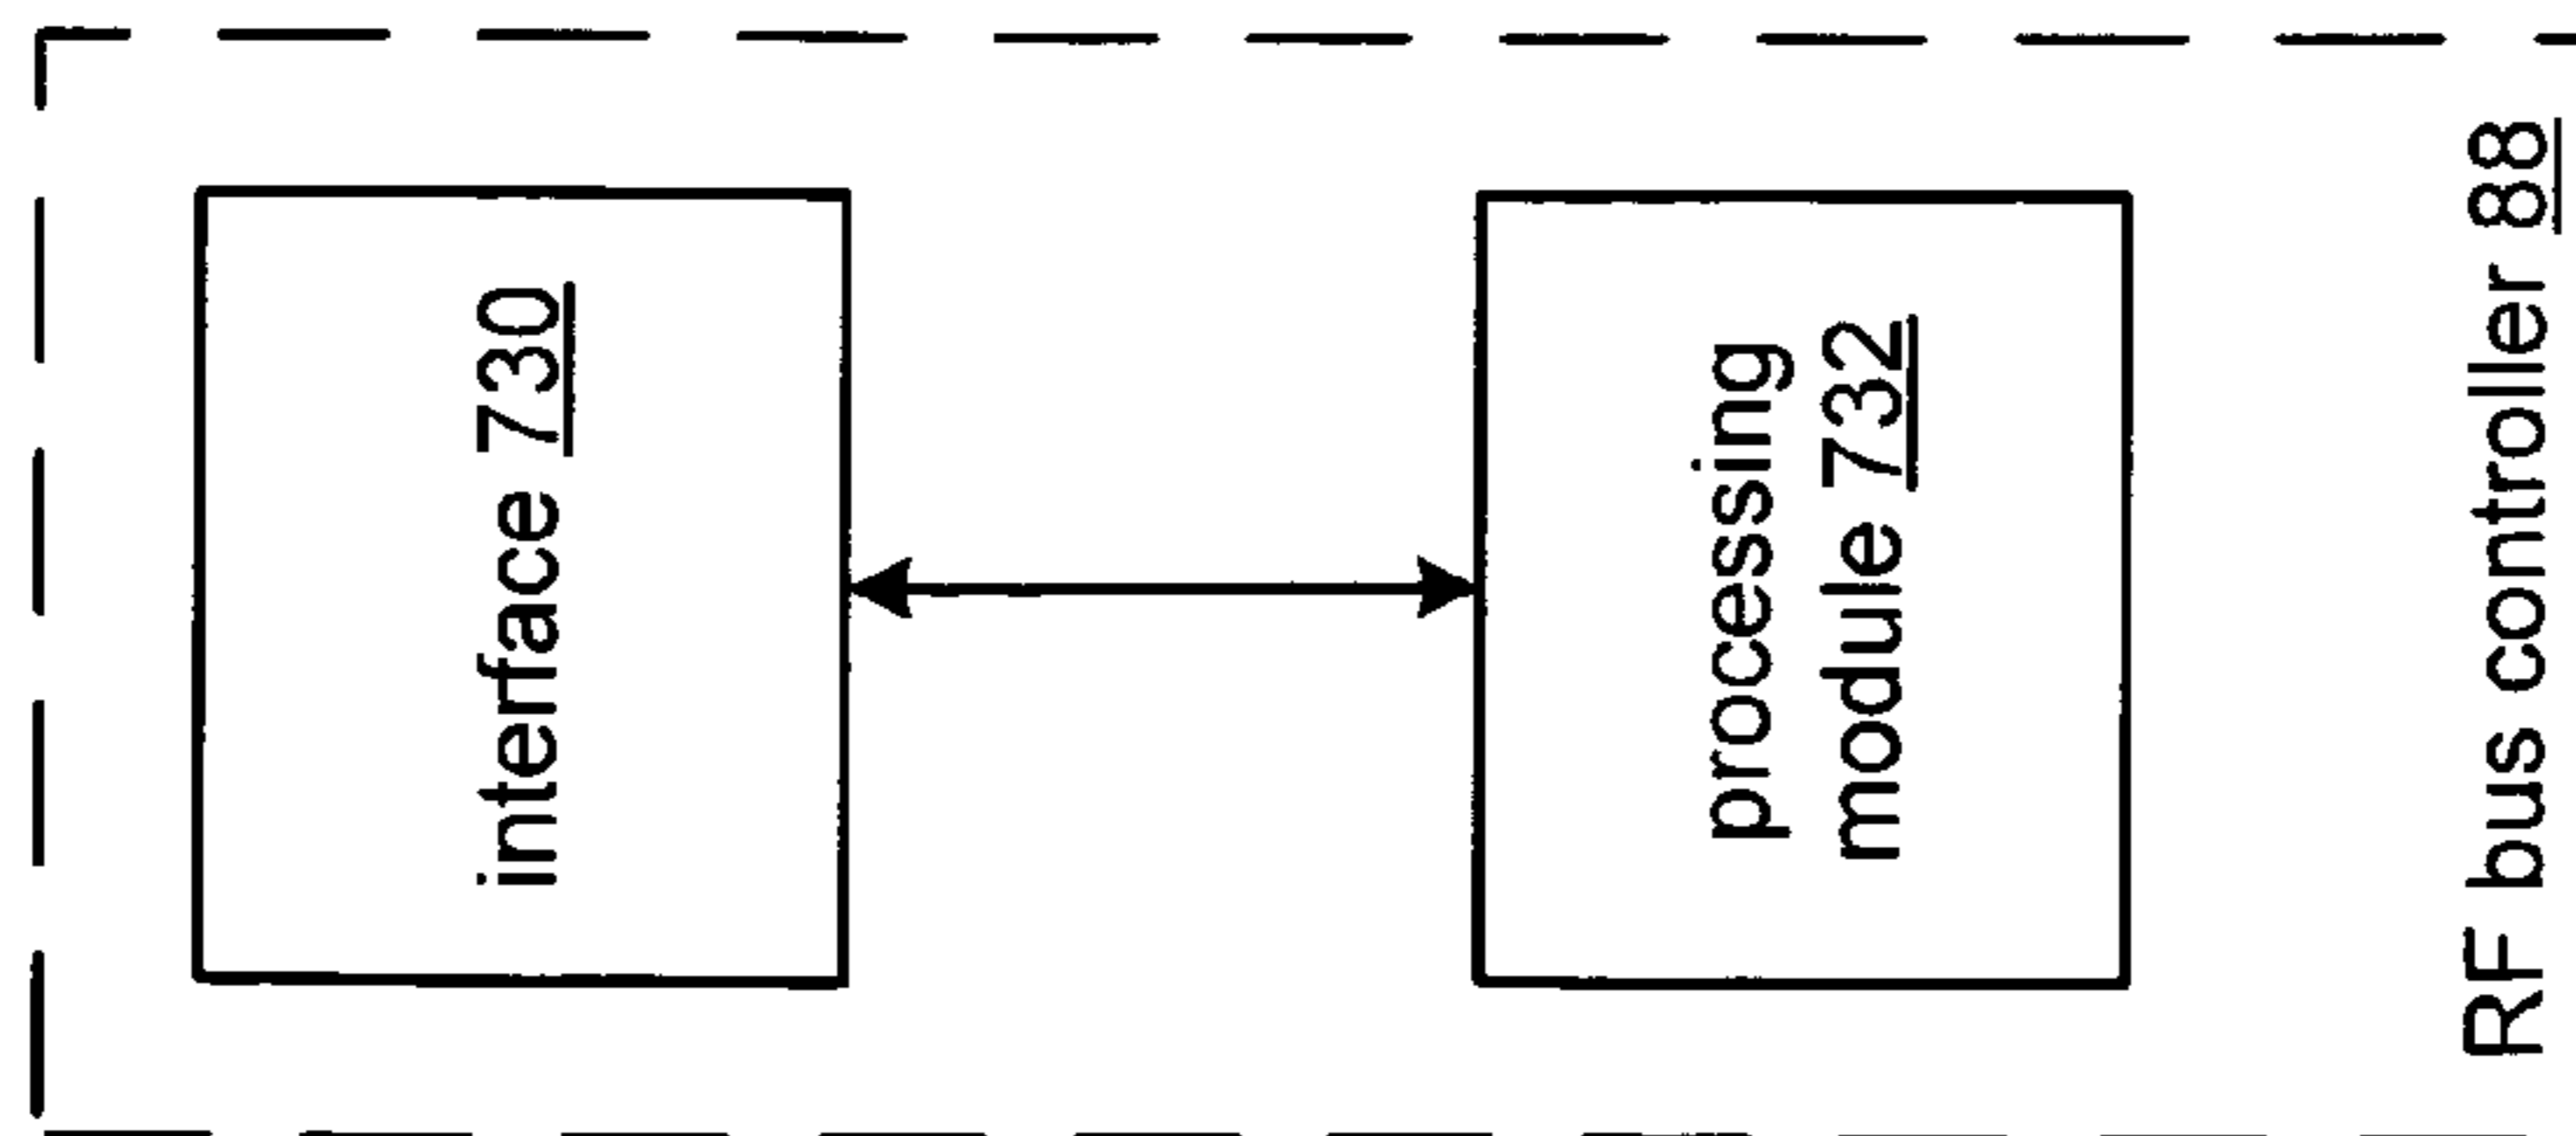 interface 730
processing
module 732
RF bus controller 88